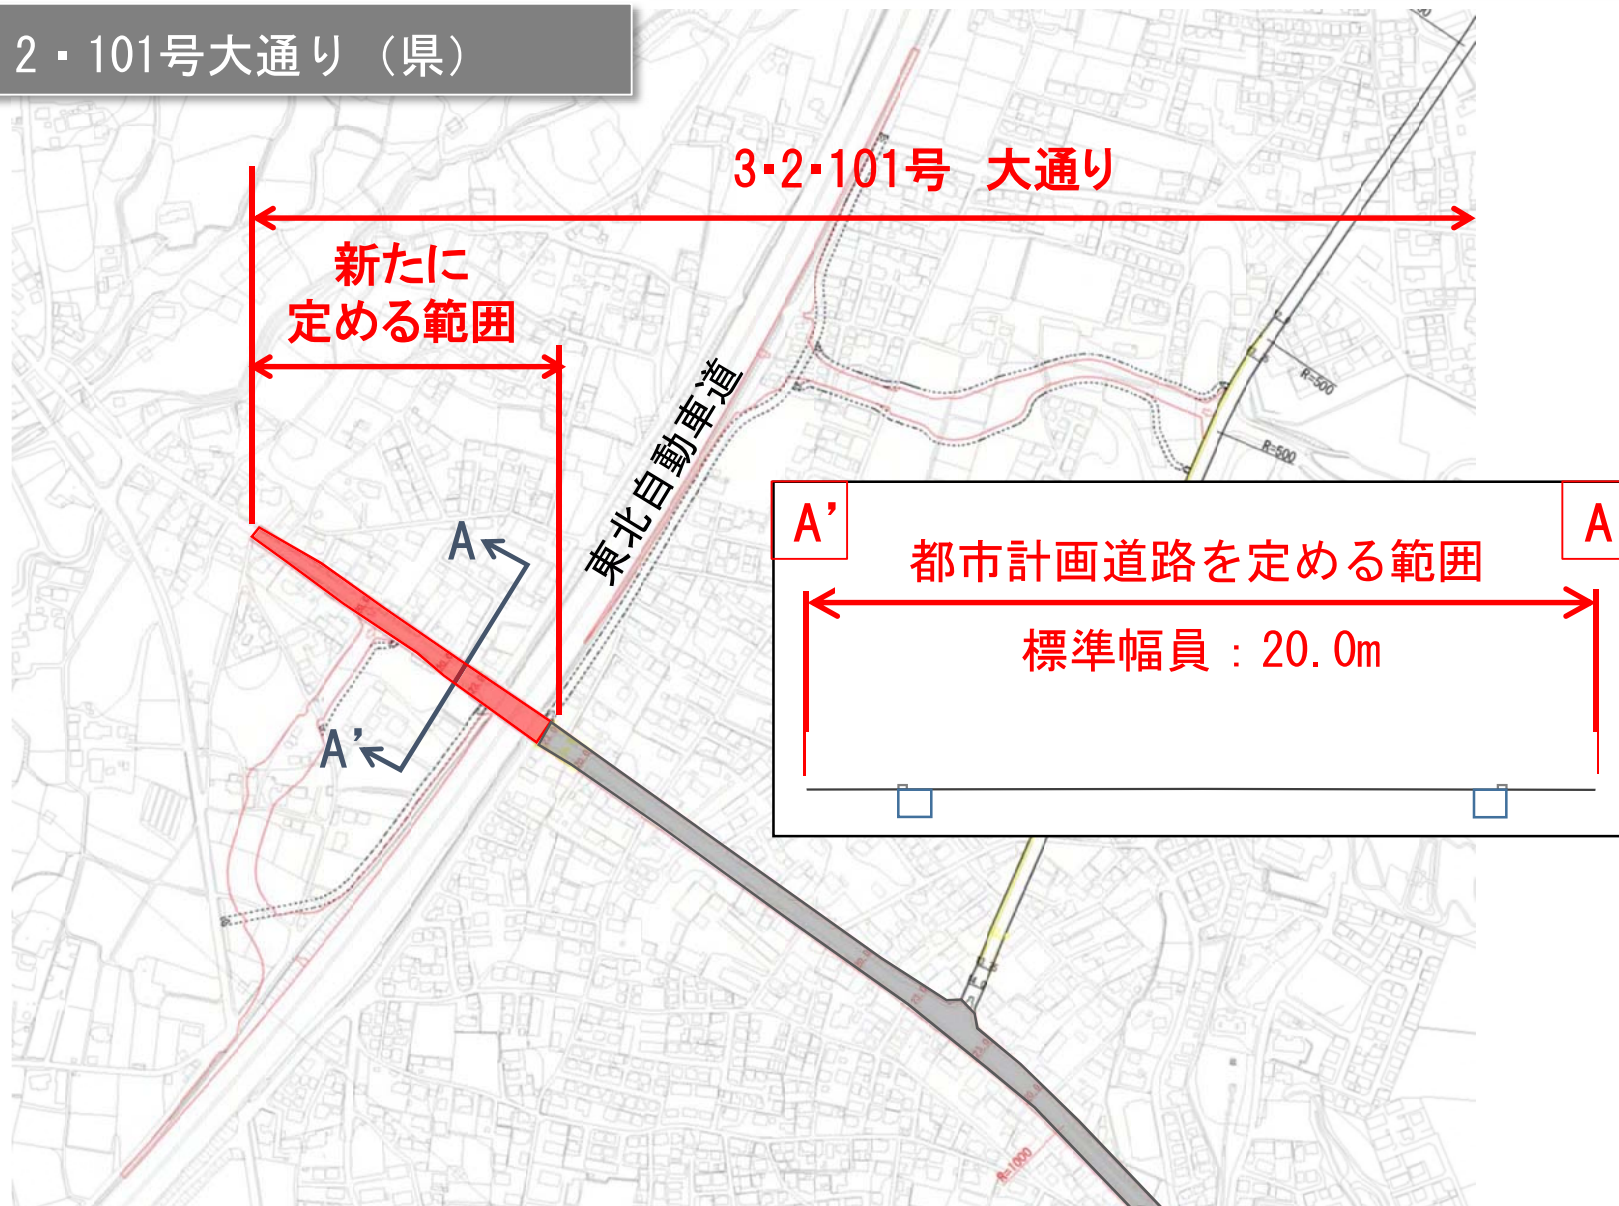 2・101号大通り（県）
3・2・101号 大通り
新たに
定める範囲
東北自動車道
R=500
R=500
A
A'
A'
A
都市計画道路を定める範囲
標準幅員：20.0m
R=1000